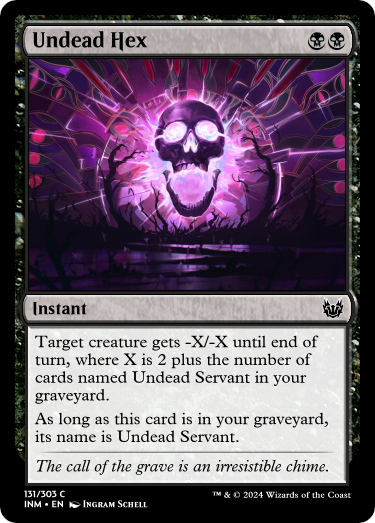 Undead Hex
Instant
Target creature gets -X/-X until end of
turn, where X is 2 plus the number of
cards named Undead Servant in your
graveyard.
As long as this card is in your graveyard,
its name is Undead Servant.
The call of the grave is an irresistible chime.
131/303 C
INM • EN Ingram Schell
™ & © 2024 Wizards of the Coast